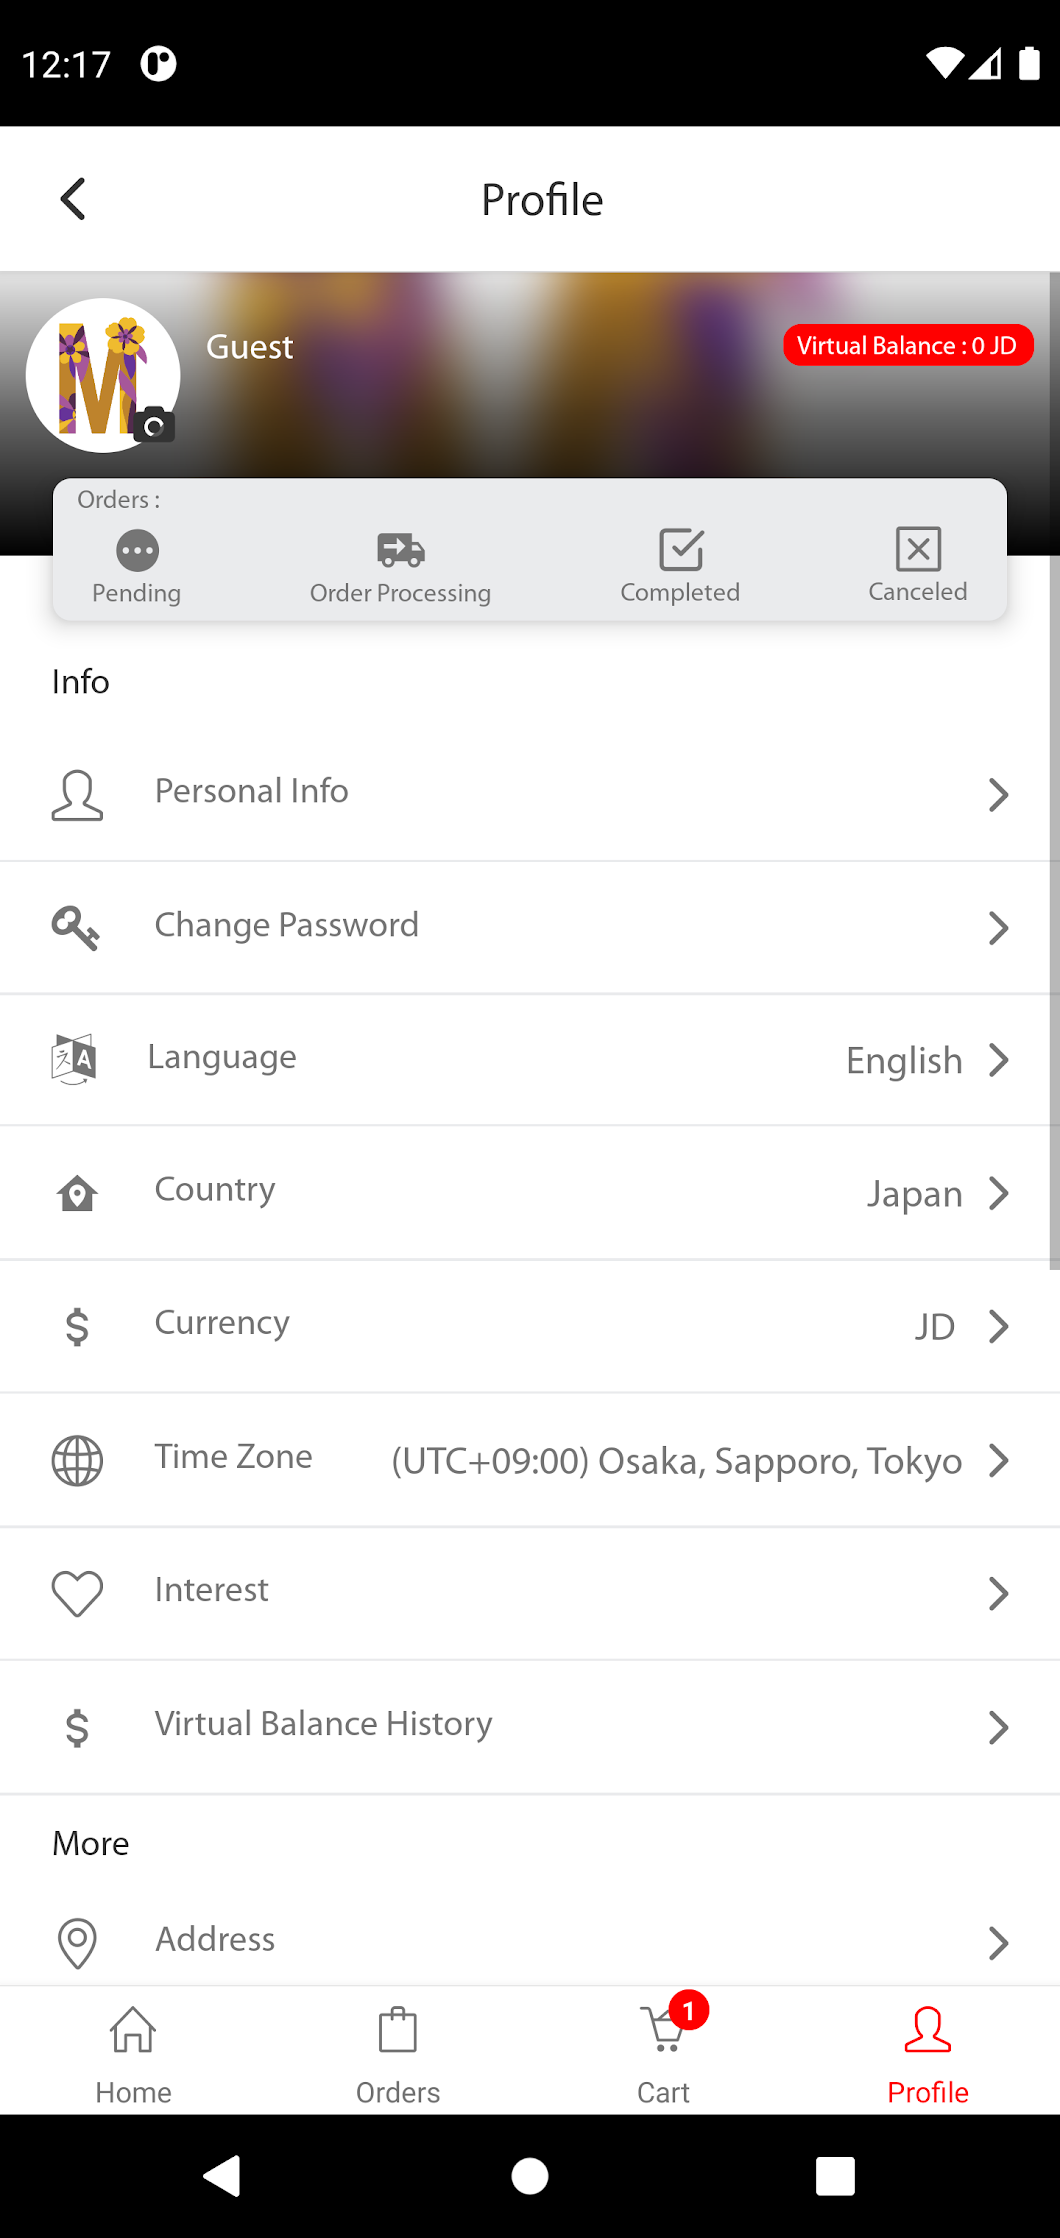 12:17
Profile
Guest
Virtual Balance : 0 JD
M
Orders :
Pending
Order Processing
Completed
Canceled
Info
Personal Info
Change Password
Language
English
Country
Japan
Currency
JD
Time Zone
(UTC+09:00) Osaka, Sapporo, Tokyo
Interest
Virtual Balance History
More
Address
1
Home
Orders
Cart
Profile